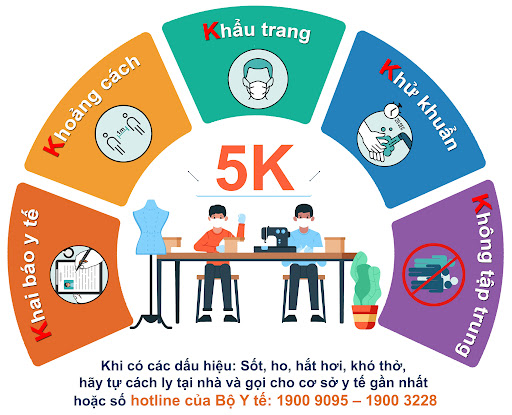 Khai báo y tế
Khoảng cách
1m
Khẩu trang
Khử khuẩn
Không tập trung
5K
Khi có các dấu hiệu: Sốt, ho, hắt hơi, khó thở,
hãy tự cách ly tại nhà và gọi cho cơ sở y tế gần nhất
hoặc số hotline của Bộ Y tế: 1900 9095 – 1900 3228